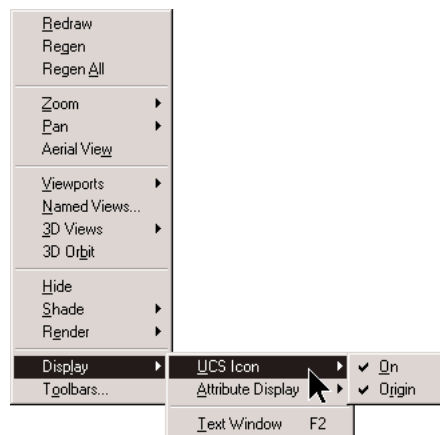 Redraw
Regen
Regen All
Zoom
Pan
Aerial View
Viewports
Named Views...
3D Views
3D Orbit
Hide
Shade
Render
Display
Toolbars...
UCS Icon
Attribute Display
Text Window F2
On
Origin